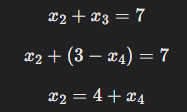 x₂ + x₃ = 7
x₂ + (3 − x₄) = 7
x₂ = 4 + x₄